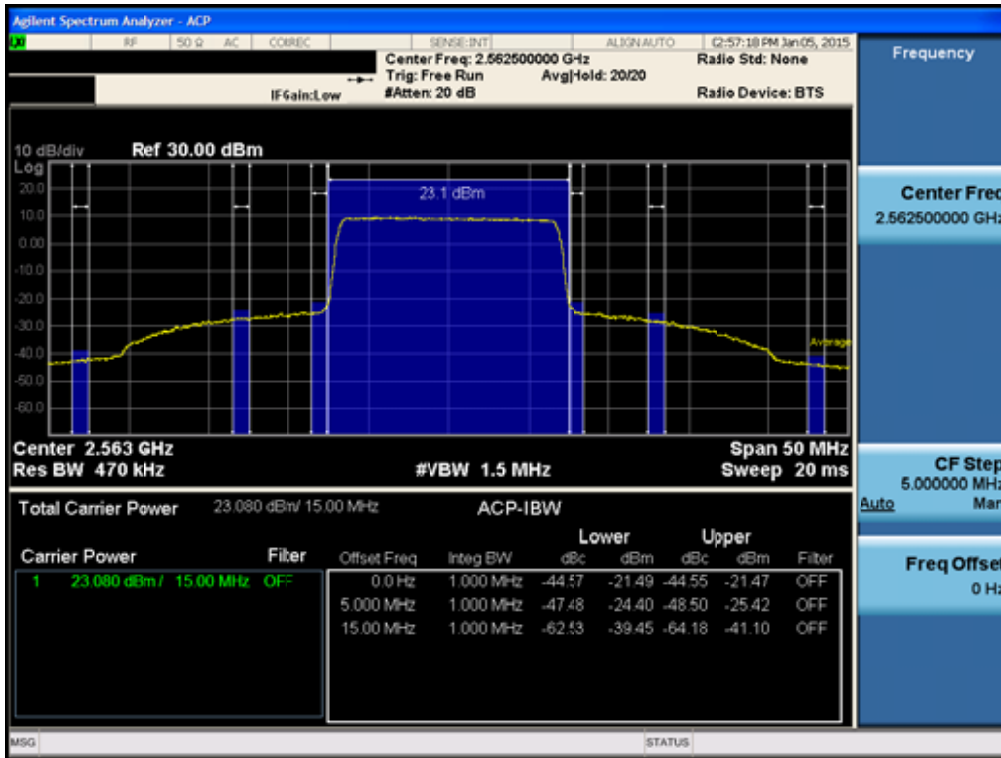 Agilent Spectrum Analyzer - ACP
LXI RF 50 Ω AC CORREC SENSE:INT ALIGN AUTO 02:57:18 PM Jan 05, 2015
Center Freq: 2.562500000 GHz Radio Std: None
Trig: Free Run Avg|Hold: 20/20
IFGain:Low #Atten: 20 dB Radio Device: BTS
Frequency
10 dB/div Ref 30.00 dBm
Log
20.0
23.1 dBm
10.0
0.00
-10.0
-20.0
-30.0
Average
-40.0
-50.0
-60.0
Center 2.563 GHz Span 50 MHz
Res BW 470 kHz #VBW 1.5 MHz Sweep 20 ms
Total Carrier Power 23.080 dBm/ 15.00 MHz ACP-IBW
Lower Upper
Carrier Power Filter Offset Freq Integ BW dBc dBm dBc dBm Filter
1 23.080 dBm / 15.00 MHz OFF 0.0 Hz 1.000 MHz -44.57 -21.49 -44.55 -21.47 OFF
5.000 MHz 1.000 MHz -47.48 -24.40 -48.50 -25.42 OFF
15.00 MHz 1.000 MHz -62.53 -39.45 -64.18 -41.10 OFF
Center Freq
2.562500000 GHz
CF Step
5.000000 MHz
Auto Man
Freq Offset
0 Hz
MSG STATUS